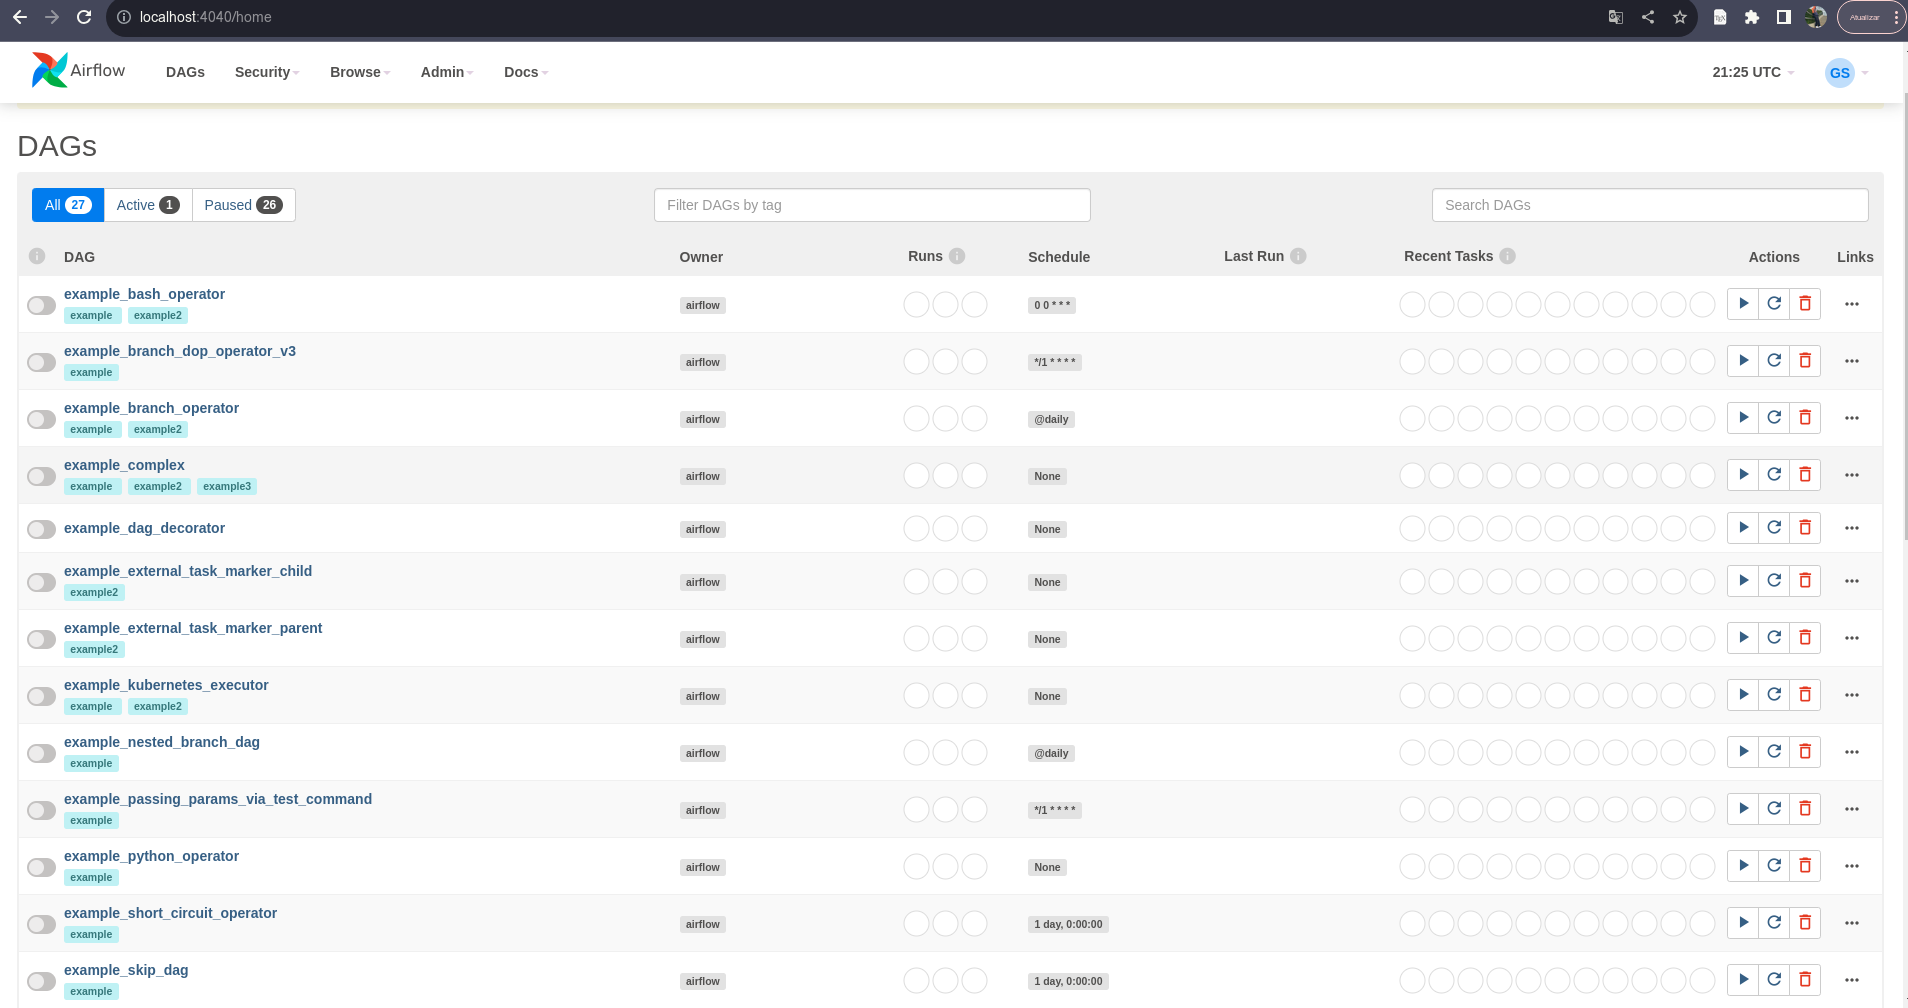 localhost:4040/home
Atualizar
Airflow DAGs Security Browse Admin Docs 21:25 UTC GS
DAGs
All 27 Active 1 Paused 26 Filter DAGs by tag Search DAGs
DAG Owner Runs Schedule Last Run Recent Tasks Actions Links
example_bash_operator
example example2 airflow 0 0 * * *
example_branch_dop_operator_v3
example airflow */1 * * * *
example_branch_operator
example example2 airflow @daily
example_complex
example example2 example3 airflow None
example_dag_decorator airflow None
example_external_task_marker_child
example2 airflow None
example_external_task_marker_parent
example2 airflow None
example_kubernetes_executor
example example2 airflow None
example_nested_branch_dag
example airflow @daily
example_passing_params_via_test_command
example airflow */1 * * * *
example_python_operator
example airflow None
example_short_circuit_operator
example airflow 1 day, 0:00:00
example_skip_dag
example airflow 1 day, 0:00:00